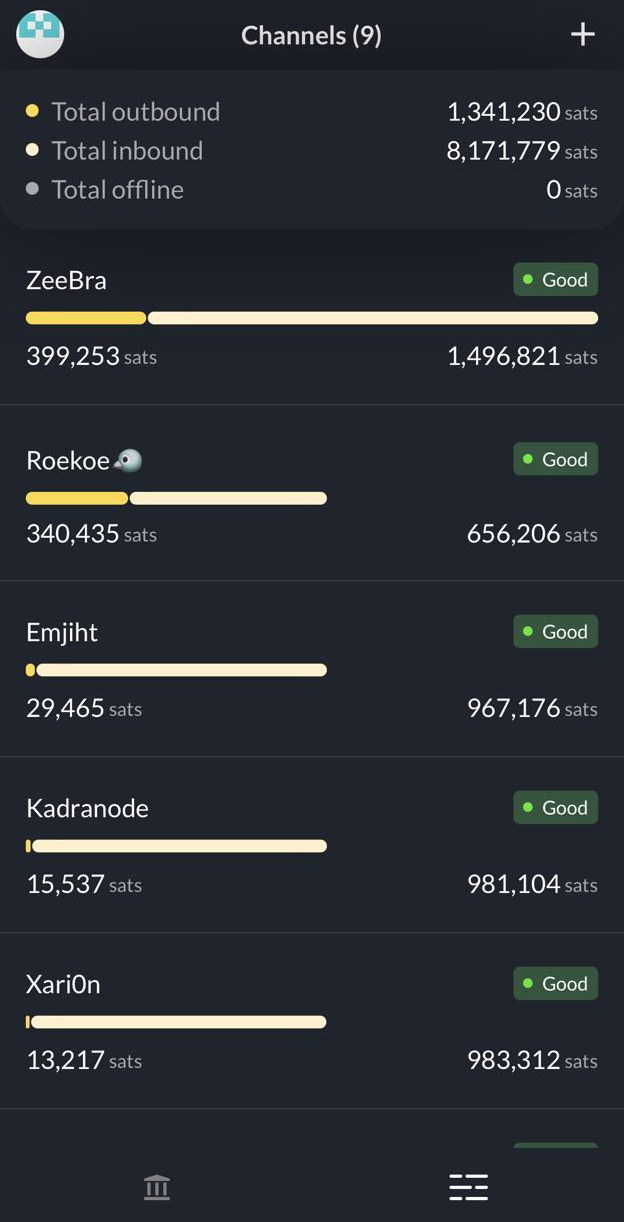 Channels (9)
Total outbound 1,341,230 sats
Total inbound 8,171,779 sats
Total offline 0 sats
ZeeBra Good
399,253 sats 1,496,821 sats
Roekoe Good
340,435 sats 656,206 sats
Emjiht Good
29,465 sats 967,176 sats
Kadranode Good
15,537 sats 981,104 sats
Xari0n Good
13,217 sats 983,312 sats